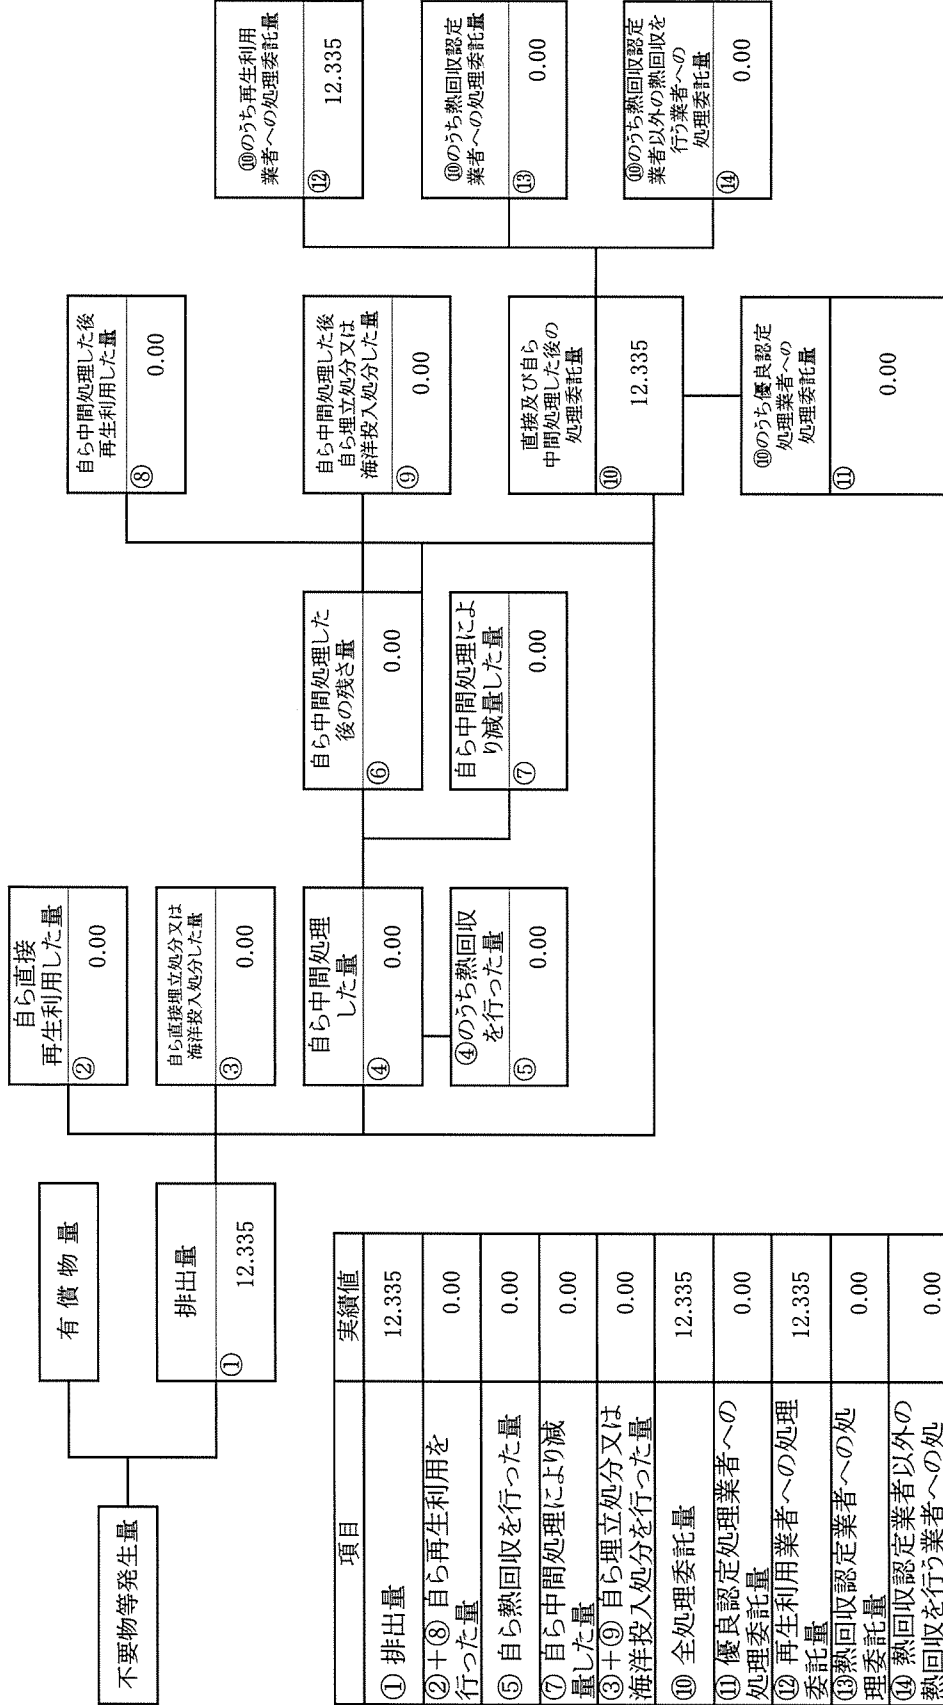 不要物等発生量
有 償 物 量
排出量
①
12.335
自ら直接
再生利用した量
②
0.00
自ら直接埋立処分又は
海洋投入処分した量
③
0.00
自ら中間処理
した量
④
0.00
④のうち熱回収
を行った量
⑤
0.00
自ら中間処理した
後の残さ量
⑥
0.00
自ら中間処理によ
り減量した量
⑦
0.00
自ら中間処理した後
再生利用した量
⑧
0.00
自ら中間処理した後
自ら埋立処分又は
海洋投入処分した量
⑨
0.00
直接及び自ら
中間処理した後の
処理委託量
⑩
12.335
⑩のうち優良認定
処理業者への
処理委託量
⑪
0.00
⑩のうち再生利用
業者への処理委託量
⑫
12.335
⑩のうち熱回収認定
業者への処理委託量
⑬
0.00
⑩のうち熱回収認定
業者以外の熱回収を
行う業者への
処理委託量
⑭
0.00
項目 実績値
① 排出量 12.335
②+⑧ 自ら再生利用を
行った量 0.00
⑤ 自ら熱回収を行った量 0.00
⑦ 自ら中間処理により減
量した量 0.00
③+⑨ 自ら埋立処分又は
海洋投入処分を行った量 0.00
⑩ 全処理委託量 12.335
⑪ 優良認定処理業者への
処理委託量 0.00
⑫ 再生利用業者への処理
委託量 12.335
⑬熱回収認定業者への処
理委託量 0.00
⑭ 熱回収認定業者以外の
熱回収を行う業者への処 0.00